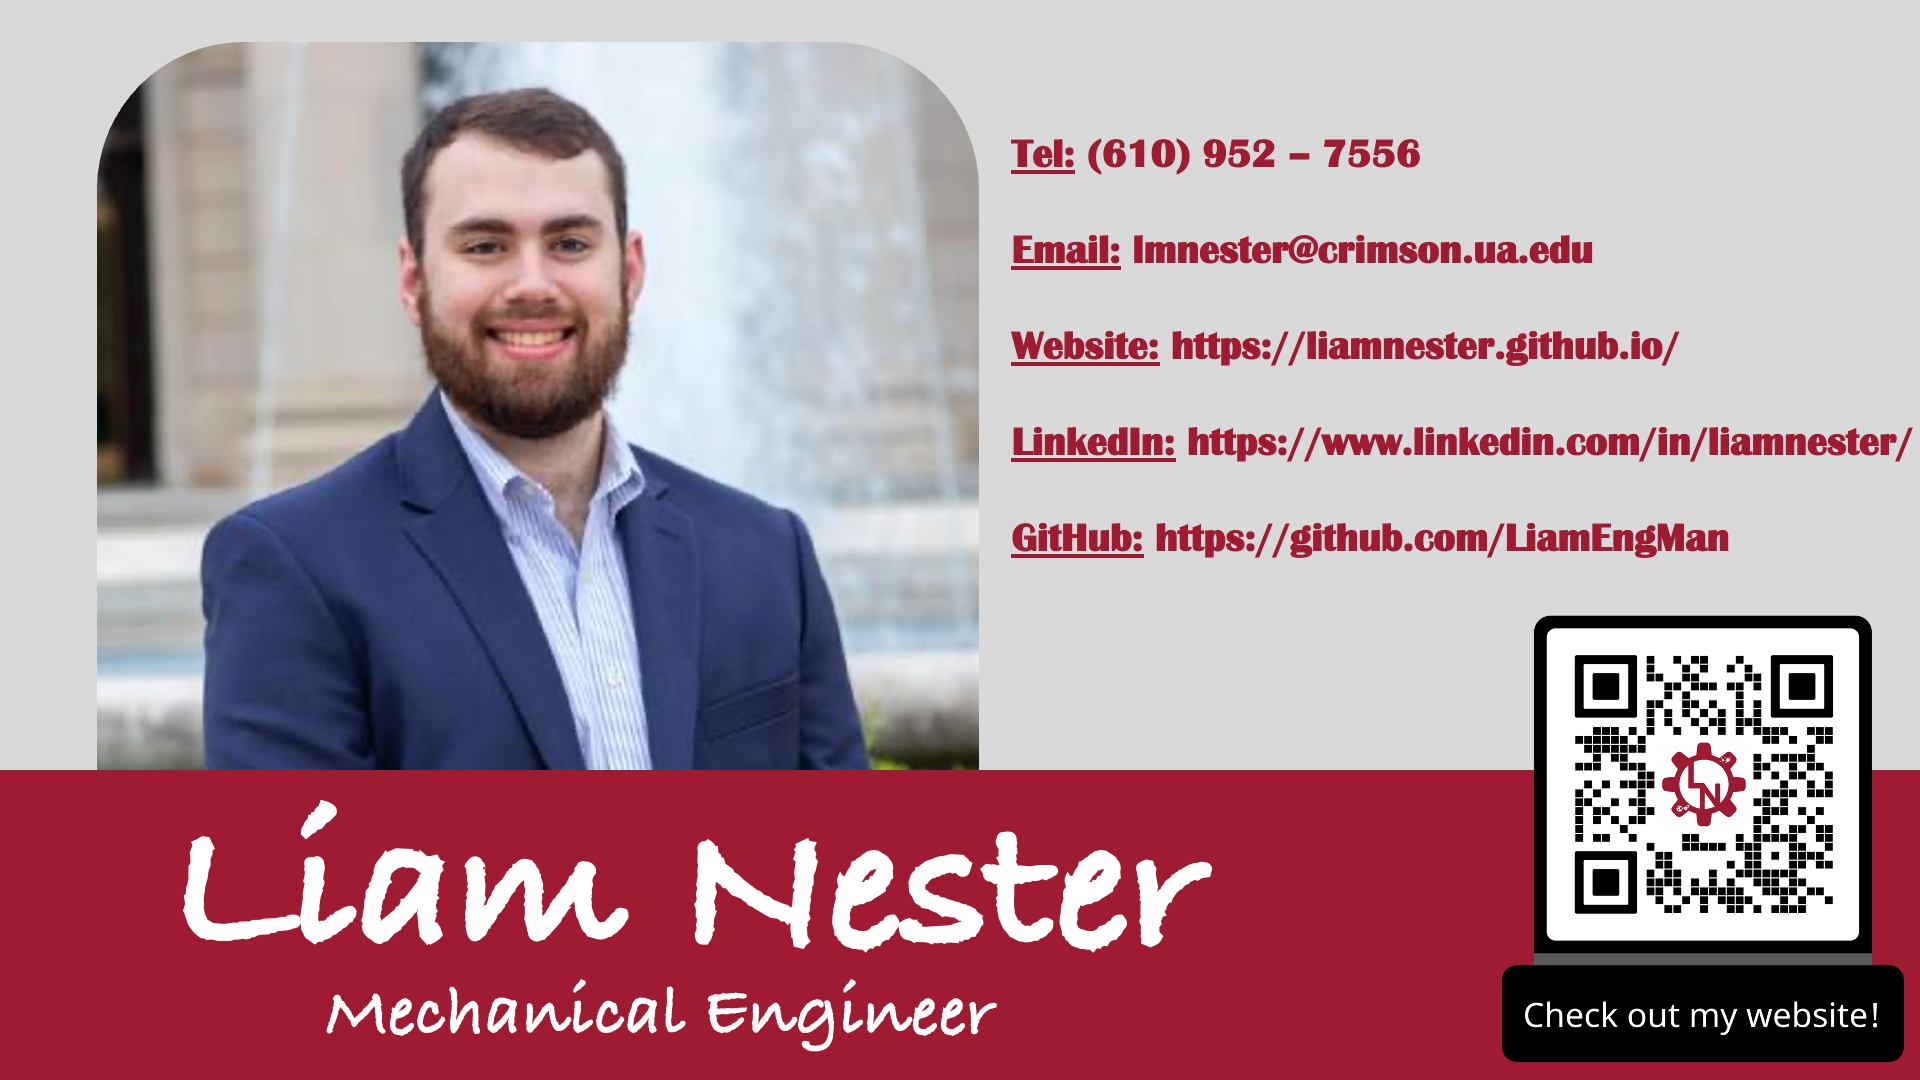 Tel: (610) 952 – 7556
Email: lmnester@crimson.ua.edu
Website: https://liamnester.github.io/
LinkedIn: https://www.linkedin.com/in/liamnester/
GitHub: https://github.com/LiamEngMan
LN
Liam Nester
Mechanical Engineer
Check out my website!